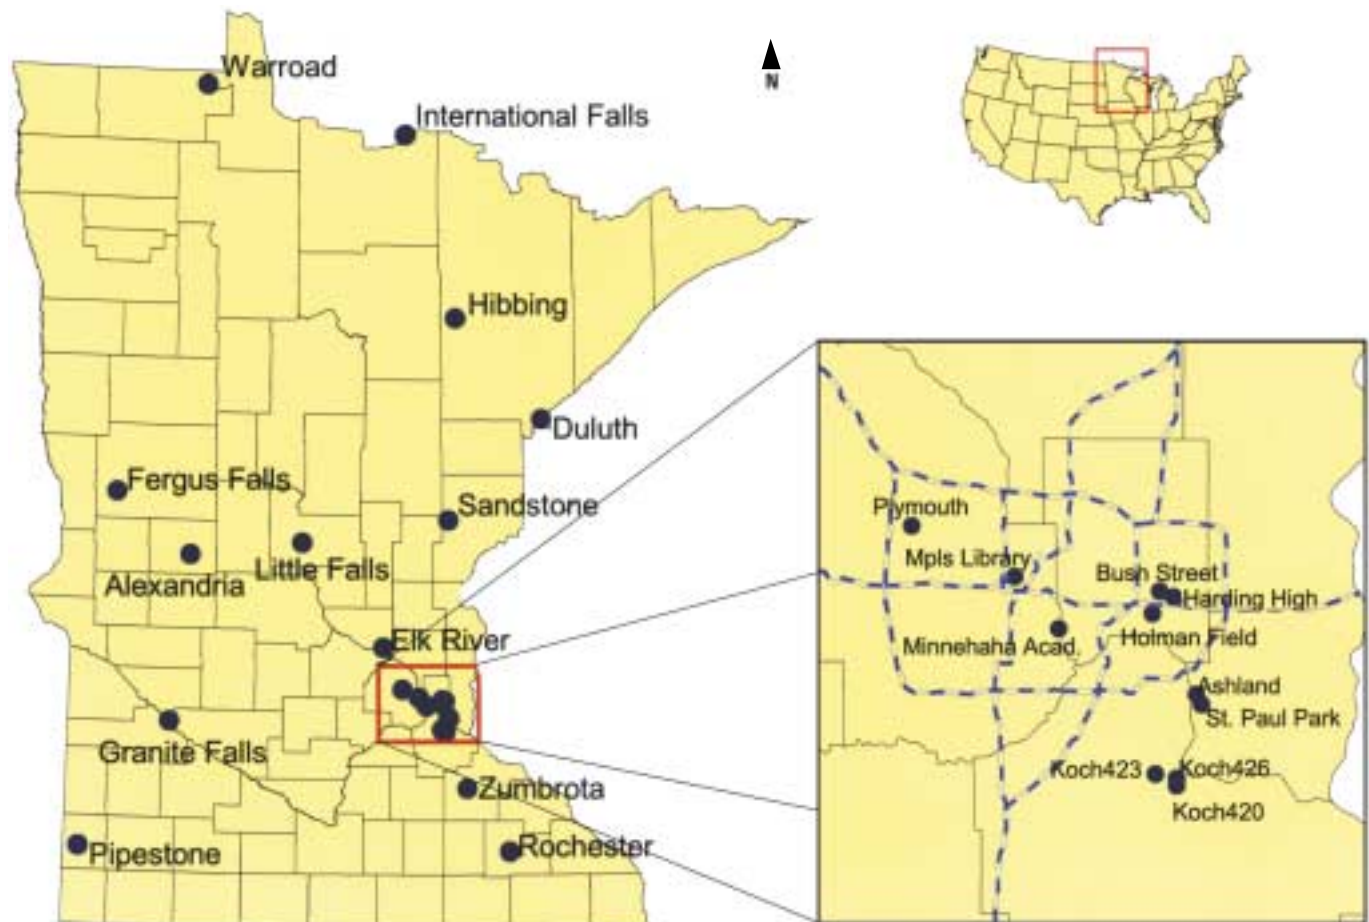 Warroad
International Falls
N
Hibbing
Duluth
Fergus Falls
Sandstone
Little Falls
Alexandria
Elk River
Granite Falls
Zumbrota
Pipestone
Rochester
Plymouth
Mpls Library
Bush Street
Harding High
Minnehaha Acad.
Holman Field
Ashland
St. Paul Park
Koch423
Koch426
Koch420